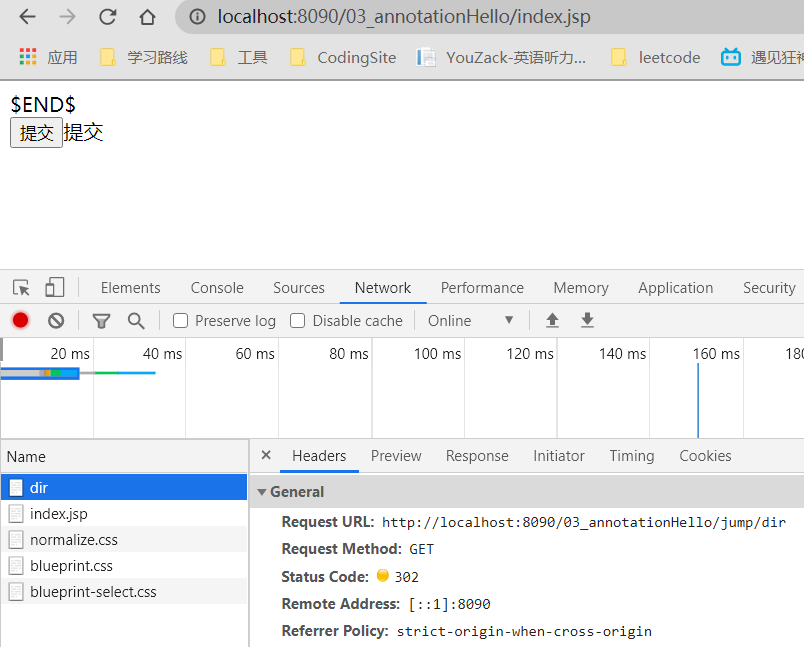 localhost:8090/03_annotationHello/index.jsp
应用 学习路线 工具 CodingSite YouZack-英语听力... leetcode 遇见狂神
$END$
提交提交
Elements Console Sources Network Performance Memory Application Security
Preserve log Disable cache Online
20 ms 40 ms 60 ms 80 ms 100 ms 120 ms 140 ms 160 ms 180
Name Headers Preview Response Initiator Timing Cookies
dir
General
index.jsp
Request URL: http://localhost:8090/03_annotationHello/jump/dir
normalize.css
Request Method: GET
blueprint.css
Status Code: 302
blueprint-select.css
Remote Address: [::1]:8090
Referrer Policy: strict-origin-when-cross-origin